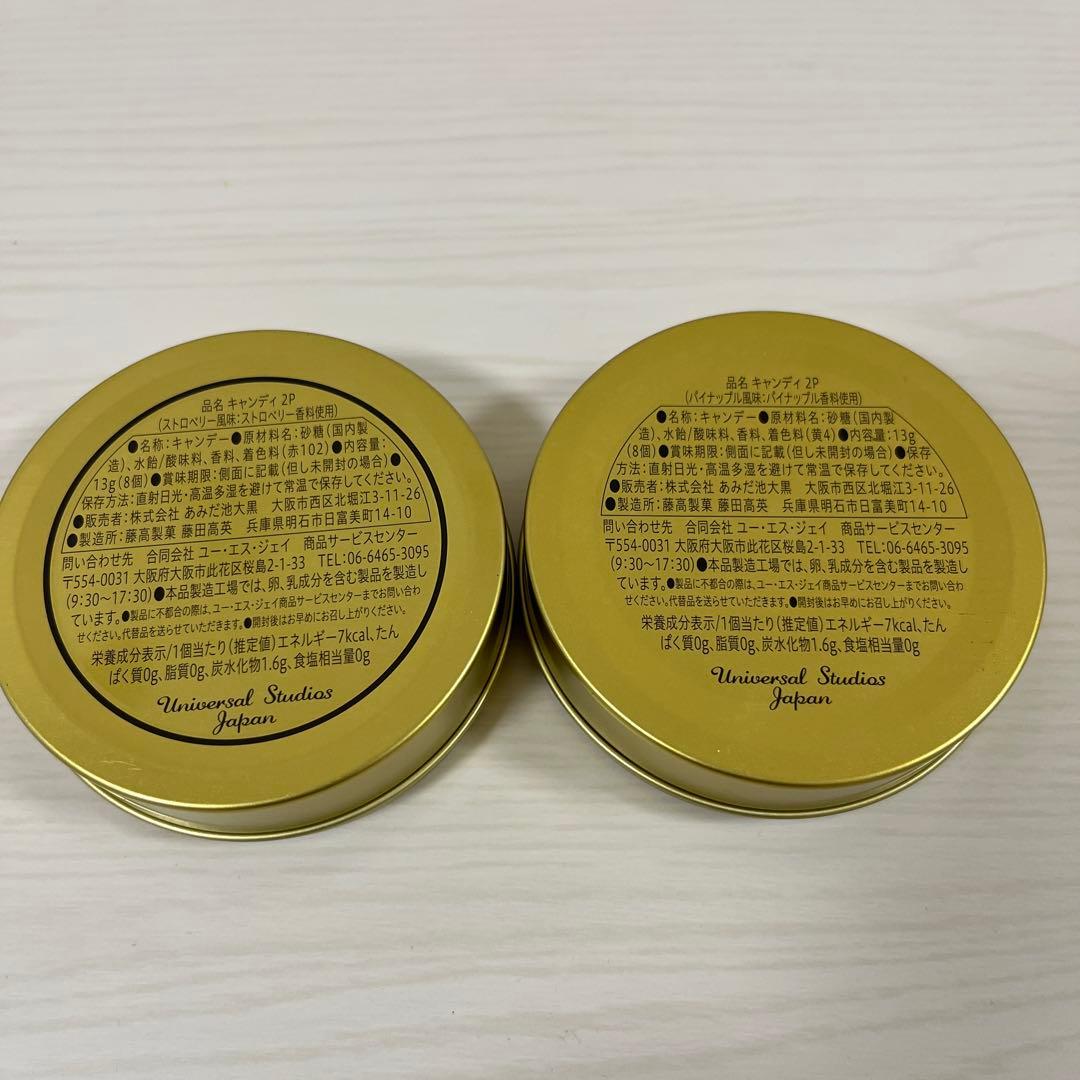 品名 キャンディ 2P
(ストロベリー風味:ストロベリー香料使用)
●名称:キャンデー●原材料名:砂糖(国内製
造)、水飴/酸味料、香料、着色料(赤102)●内容量:
13g(8個)●賞味期限:側面に記載(但し未開封の場合)●
保存方法:直射日光・高温多湿を避けて常温で保存してください。
●販売者:株式会社 あみだ池大黒 大阪市西区北堀江3-11-26
●製造所:藤高製菓 藤田高英 兵庫県明石市日富美町14-10
問い合わせ先 合同会社 ユー・エス・ジェイ 商品サービスセンター
〒554-0031 大阪府大阪市此花区桜島2-1-33 TEL:06-6465-3095
(9:30~17:30)●本品製造工場では、卵、乳成分を含む製品を製造し
ています。●製品に不都合の際は、ユー・エス・ジェイ商品サービスセンターまでお問い合わ
せください。代替品を送らせていただきます。●開封後はお早めにお召し上がりください。
栄養成分表示/1個当たり(推定値)エネルギー7kcal、たん
ぱく質0g、脂質0g、炭水化物1.6g、食塩相当量0g
Universal Studios
Japan
品名 キャンディ 2P
(パイナップル風味:パイナップル香料使用)
●名称:キャンデー●原材料名:砂糖(国内製
造)、水飴/酸味料、香料、着色料(黄4)●内容量:13g
(8個)●賞味期限:側面に記載(但し未開封の場合)●保存
方法:直射日光・高温多湿を避けて常温で保存してください。
●販売者:株式会社 あみだ池大黒 大阪市西区北堀江3-11-26
●製造所:藤高製菓 藤田高英 兵庫県明石市日富美町14-10
問い合わせ先 合同会社 ユー・エス・ジェイ 商品サービスセンター
〒554-0031 大阪府大阪市此花区桜島2-1-33 TEL:06-6465-3095
(9:30~17:30)●本品製造工場では、卵、乳成分を含む製品を製造し
ています。●製品に不都合の際は、ユー・エス・ジェイ商品サービスセンターまでお問い合わ
せください。代替品を送らせていただきます。●開封後はお早めにお召し上がりください。
栄養成分表示/1個当たり(推定値)エネルギー7kcal、たん
ぱく質0g、脂質0g、炭水化物1.6g、食塩相当量0g
Universal Studios
Japan